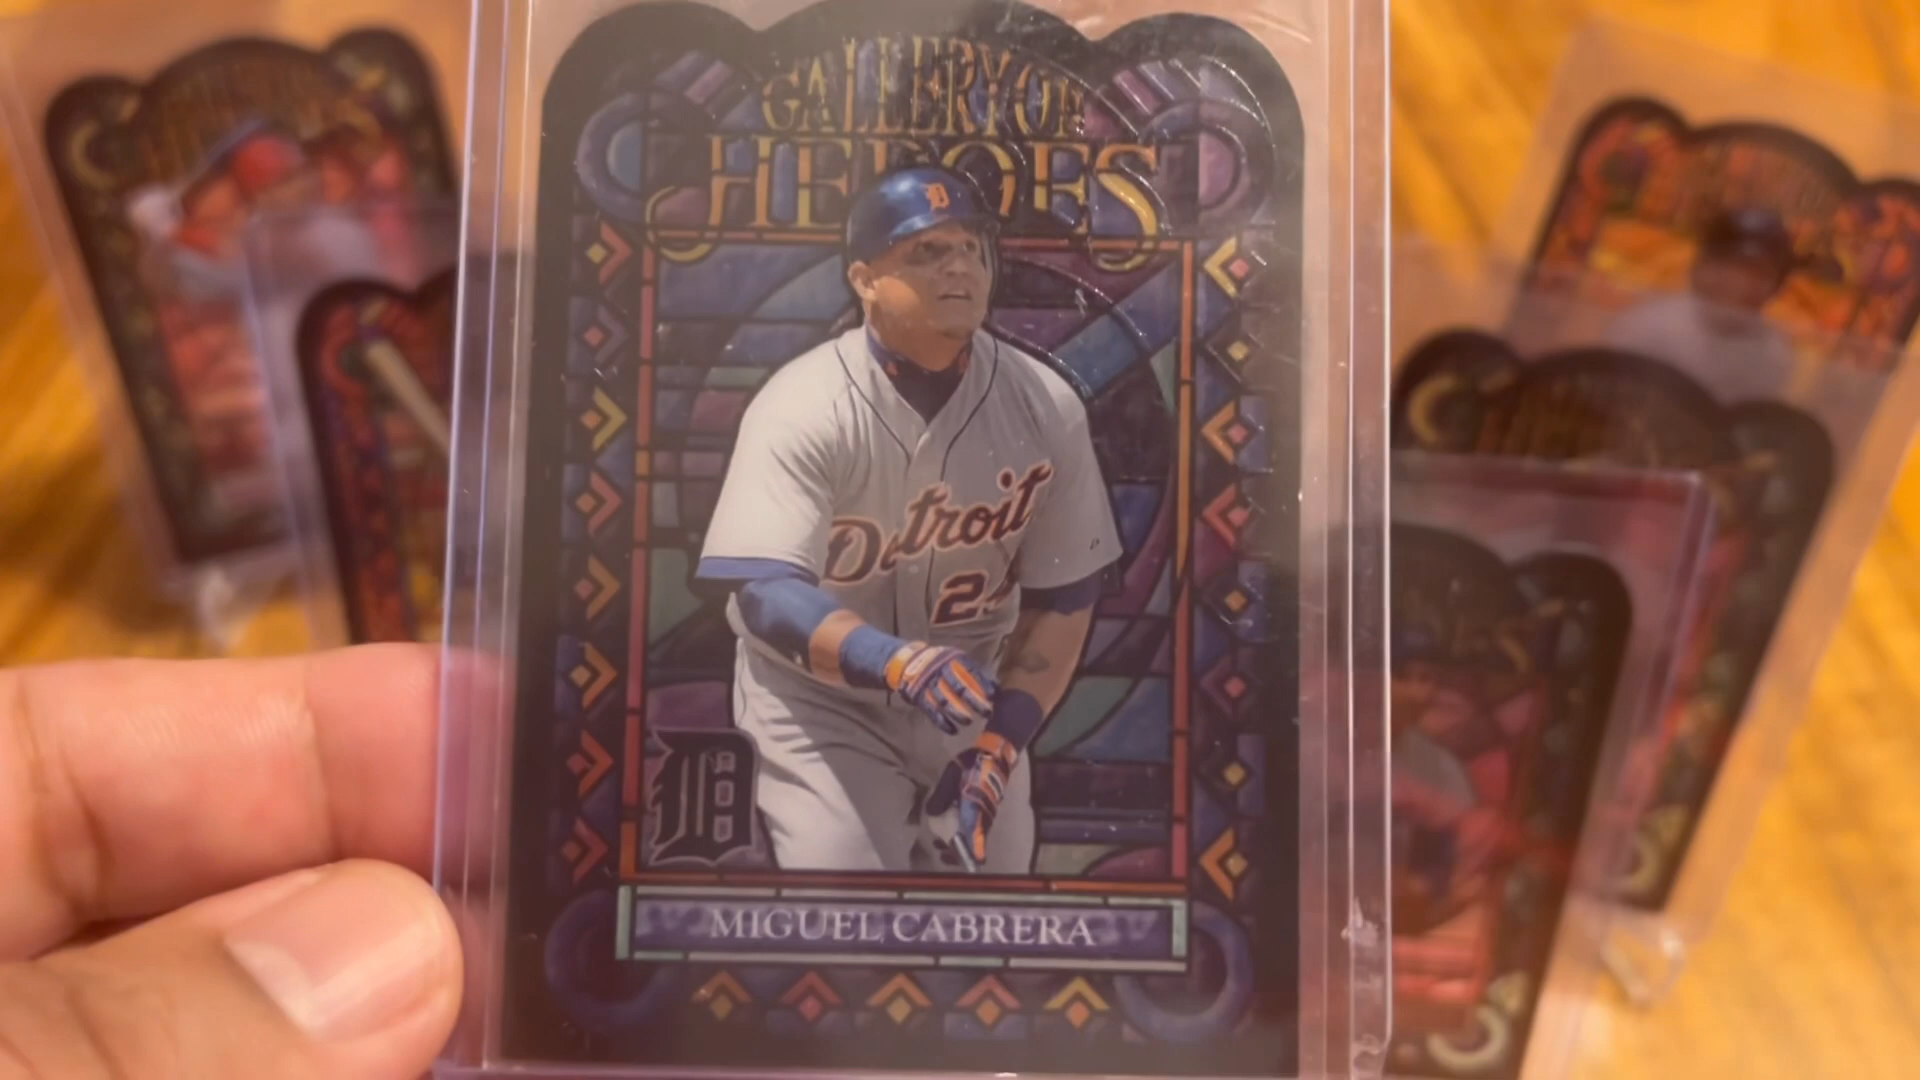 GALLERY OF
HEROES
D
Detroit
24
D
MIGUEL CABRERA